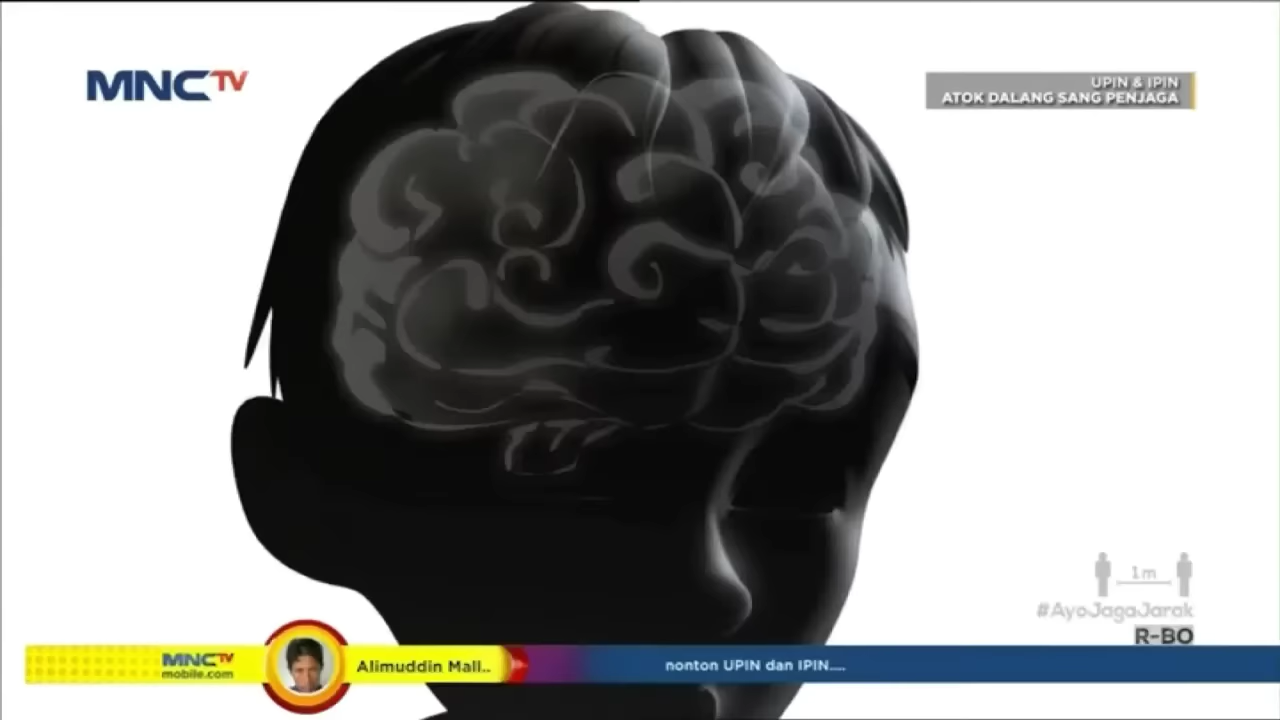 MNCTV
UPIN & IPIN
ATOK DALANG SANG PENJAGA
1m
#AyoJagaJarak
R-BO
MNCTV
mobile.com
Alimuddin Mall..
nonton UPIN dan IPIN....